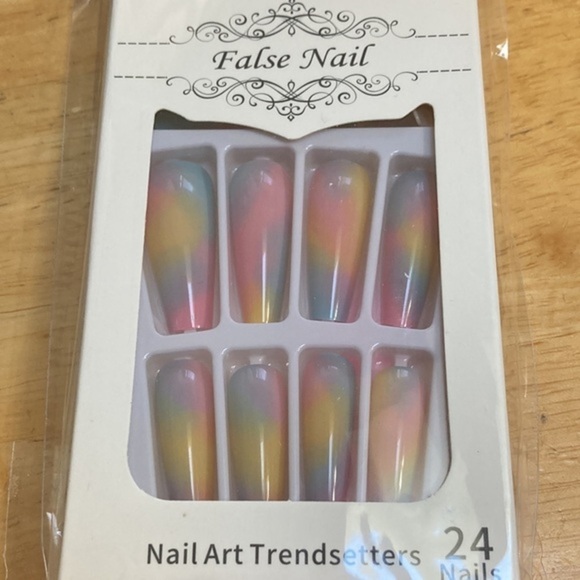 False Nail
Nail Art Trendsetters 24
Nails